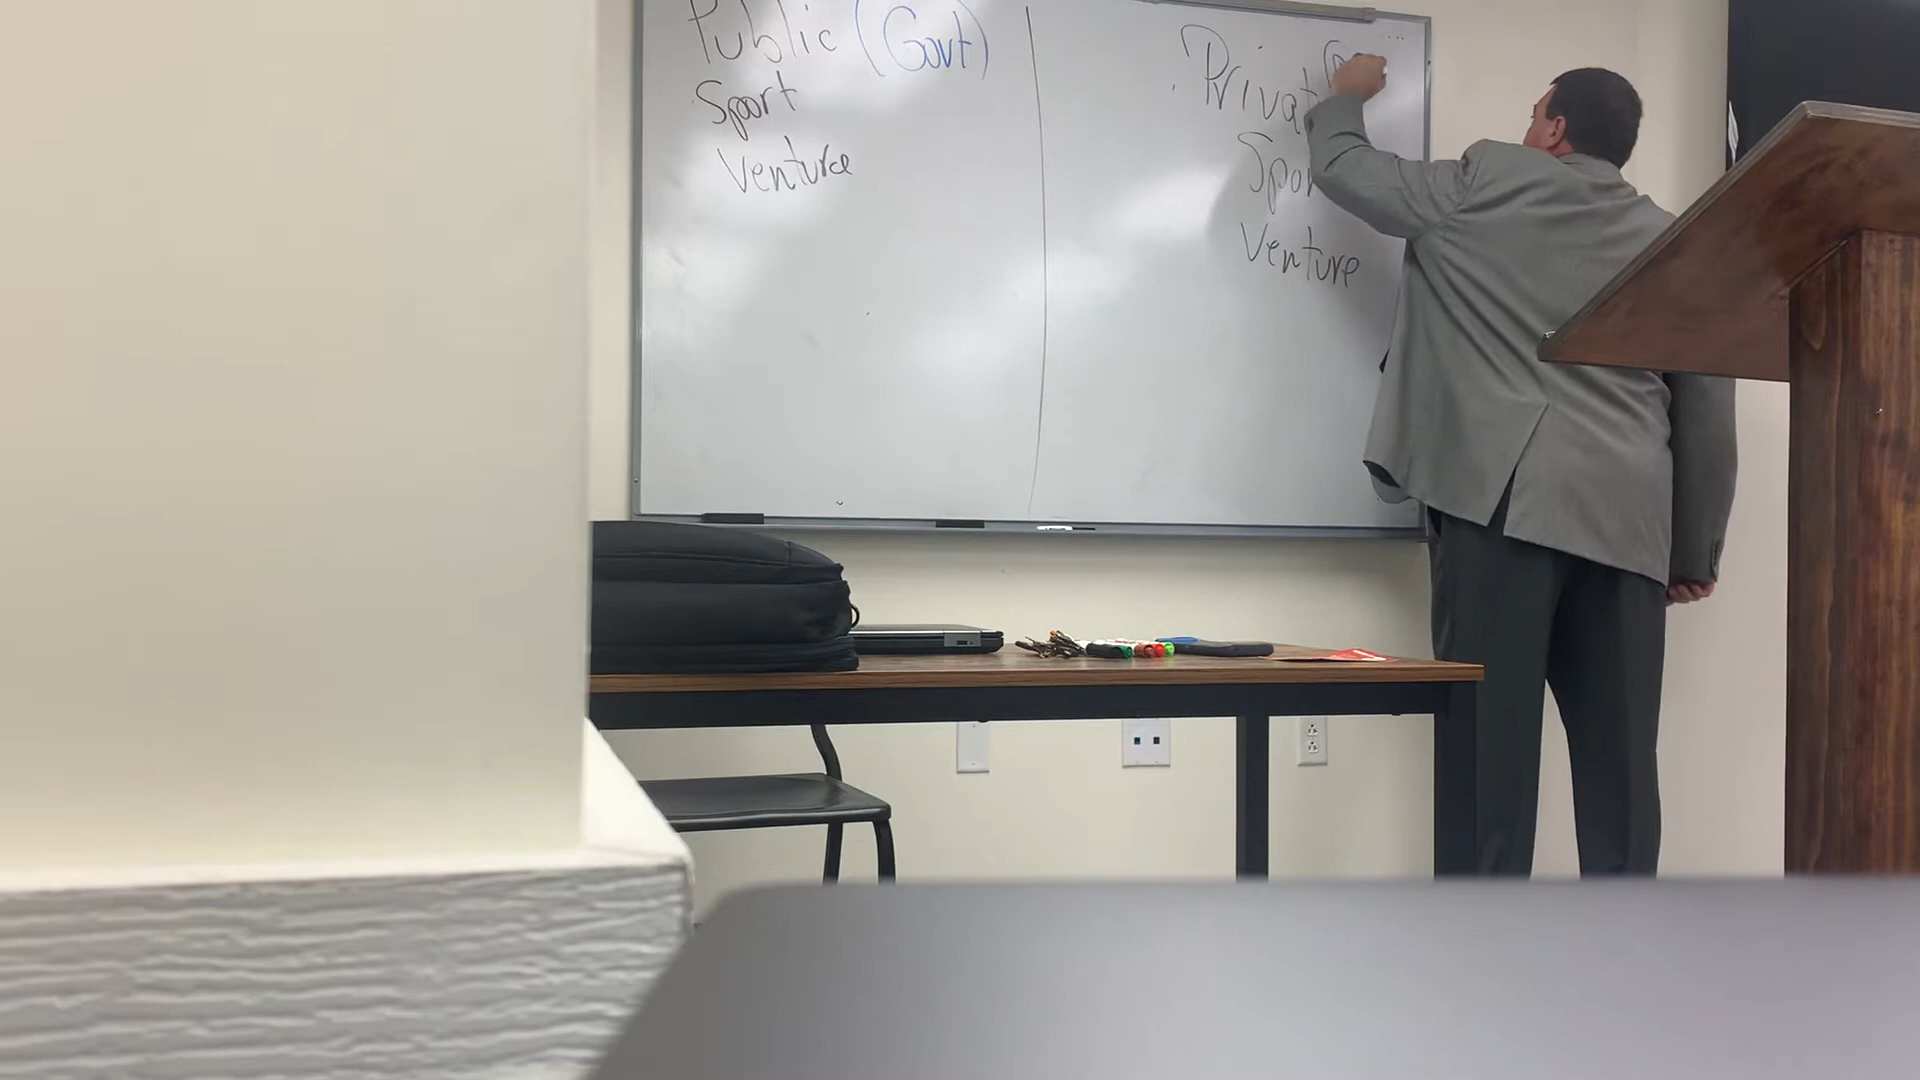 Public (Govt)
Sport
Venture
Privat
Spor
Venture